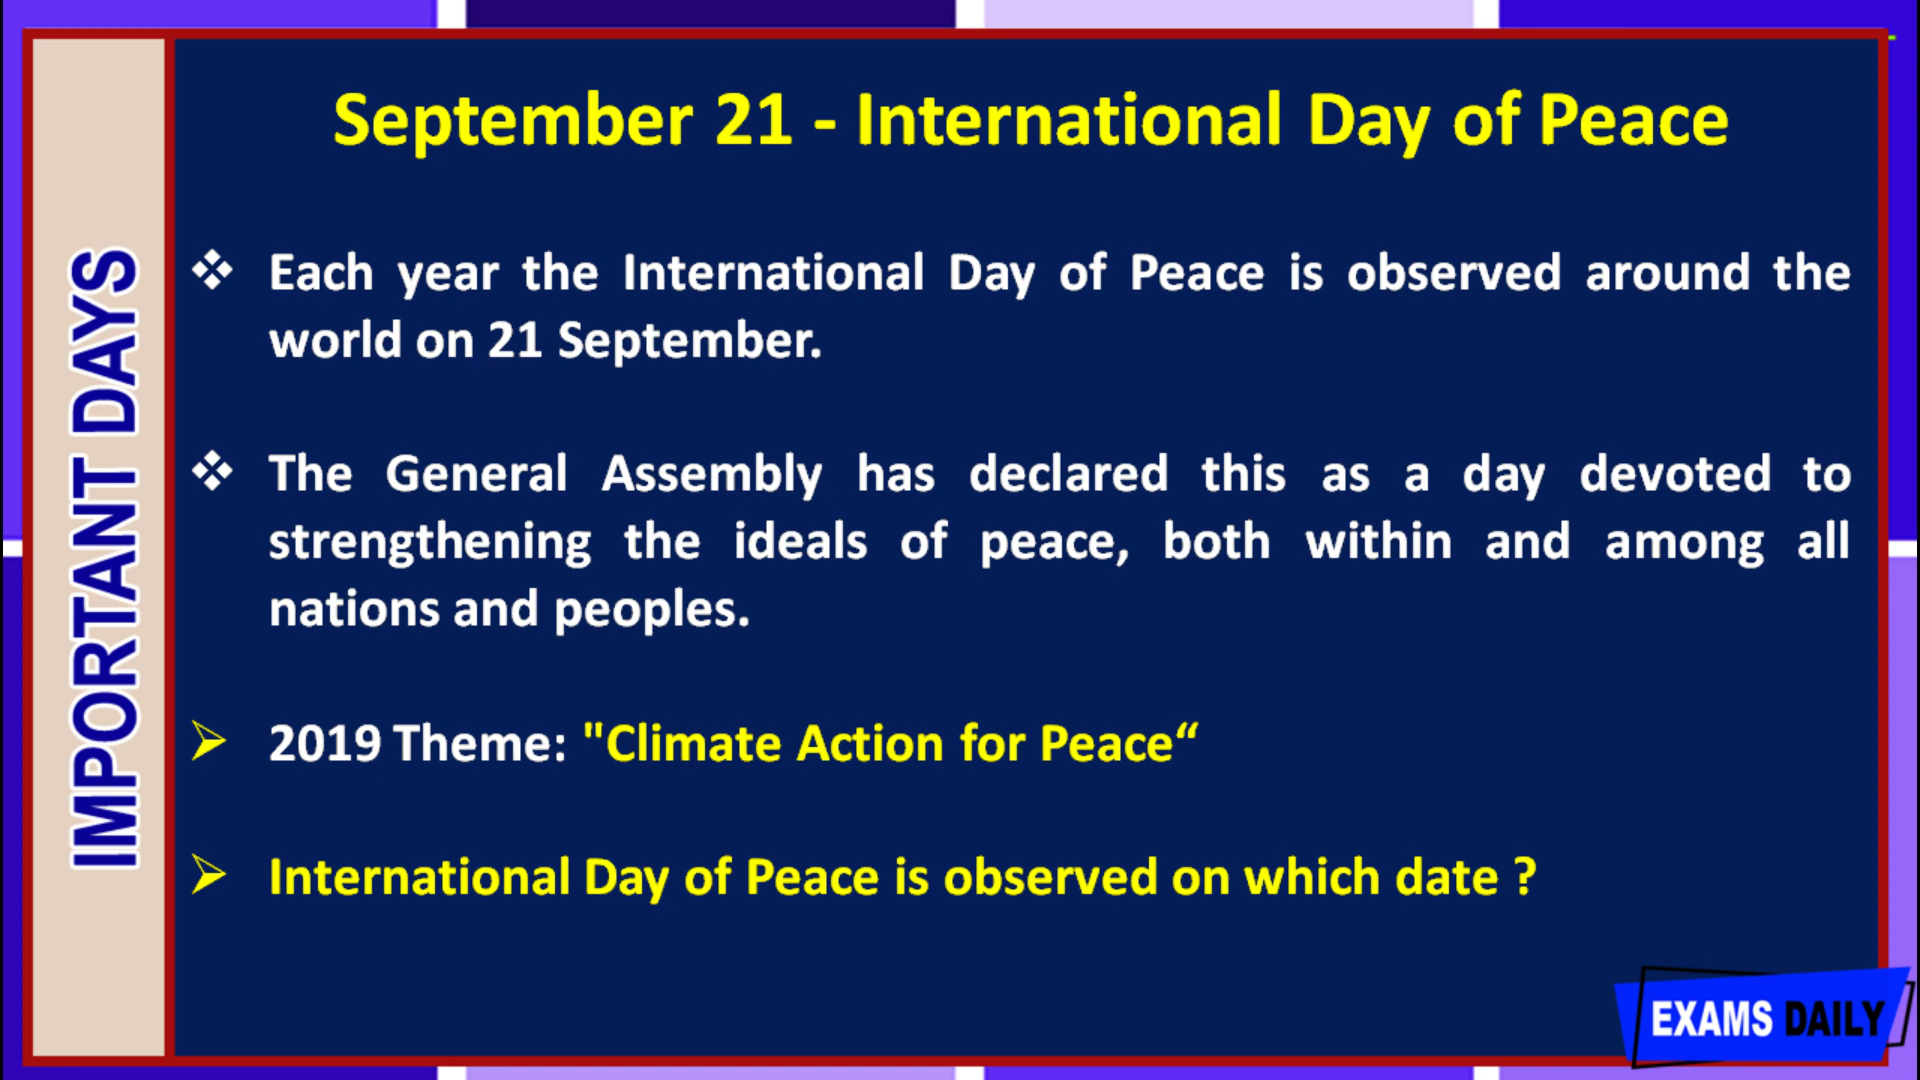 September 21 - International Day of Peace
IMPORTANT DAYS
❖ Each year the International Day of Peace is observed around the
world on 21 September.
❖ The General Assembly has declared this as a day devoted to
strengthening the ideals of peace, both within and among all
nations and peoples.
➢ 2019 Theme: "Climate Action for Peace“
➢ International Day of Peace is observed on which date ?
EXAMS DAILY